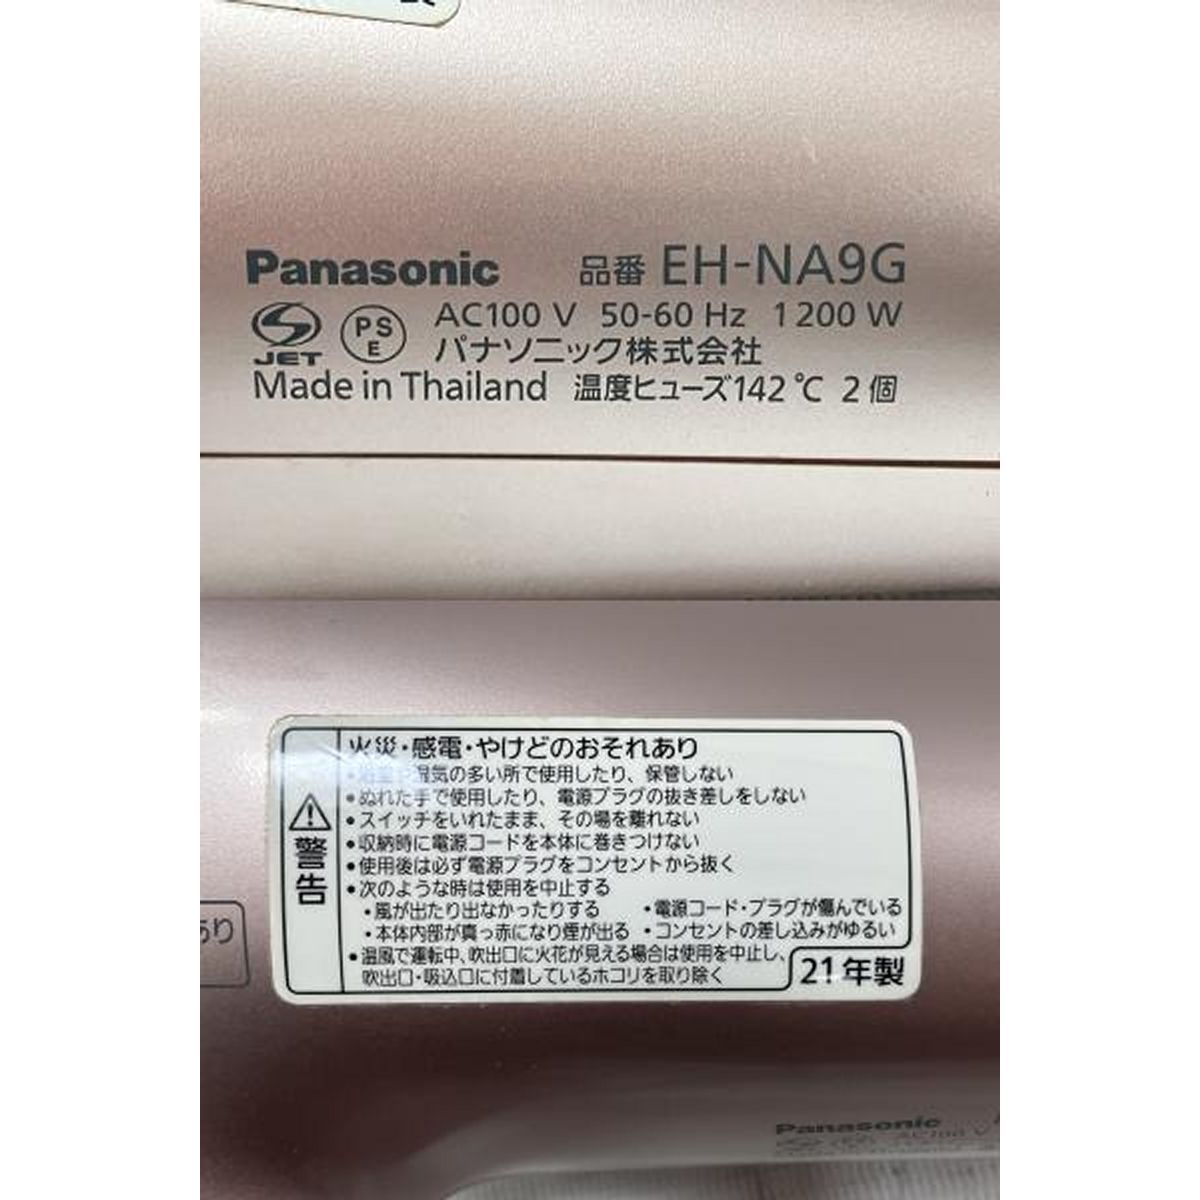 Panasonic 品番 EH-NA9G
JET PSE AC100 V 50-60 Hz 1200 W
パナソニック株式会社
Made in Thailand 温度ヒューズ142℃ 2個
警告
火災・感電・やけどのおそれあり
気の多い所で使用したり、保管しない
•ぬれた手で使用したり、電源プラグの抜き差しをしない
•スイッチをいれたまま、その場を離れない
•収納時に電源コードを本体に巻きつけない
•使用後は必ず電源プラグをコンセントから抜く
•次のような時は使用を中止する
・風が出たり出なかったりする ・電源コード・プラグが傷んでいる
・本体内部が真っ赤になり煙が出る ・コンセントの差し込みがゆるい
•温風で運転中、吹出口に火花が見える場合は使用を中止し、
吹出口・吸込口に付着しているホコリを取り除く
21年製
あり
Panasonic
AC100 V